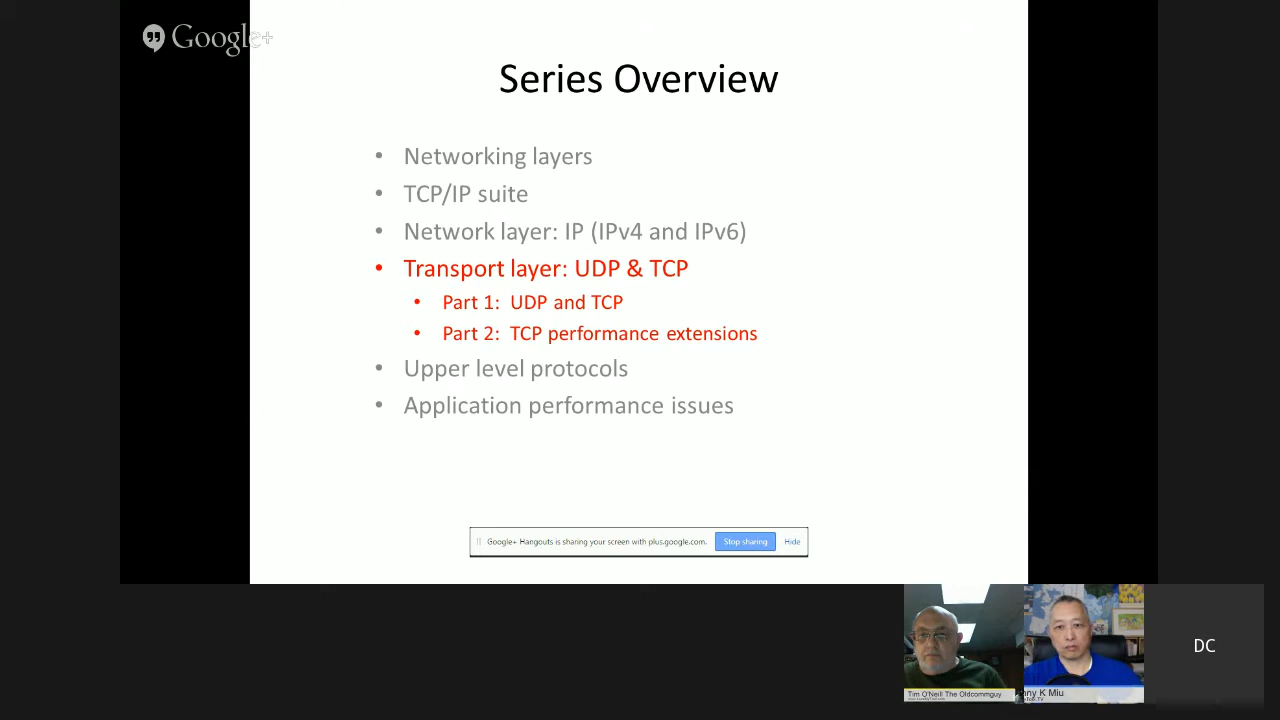 Google+
Series Overview
• Networking layers
• TCP/IP suite
• Network layer: IP (IPv4 and IPv6)
• Transport layer: UDP & TCP
• Part 1: UDP and TCP
• Part 2: TCP performance extensions
• Upper level protocols
• Application performance issues
Google+ Hangouts is sharing your screen with plus.google.com. Stop sharing Hide
DC
Tim O'Neill The Oldcommguy
nny K Miu